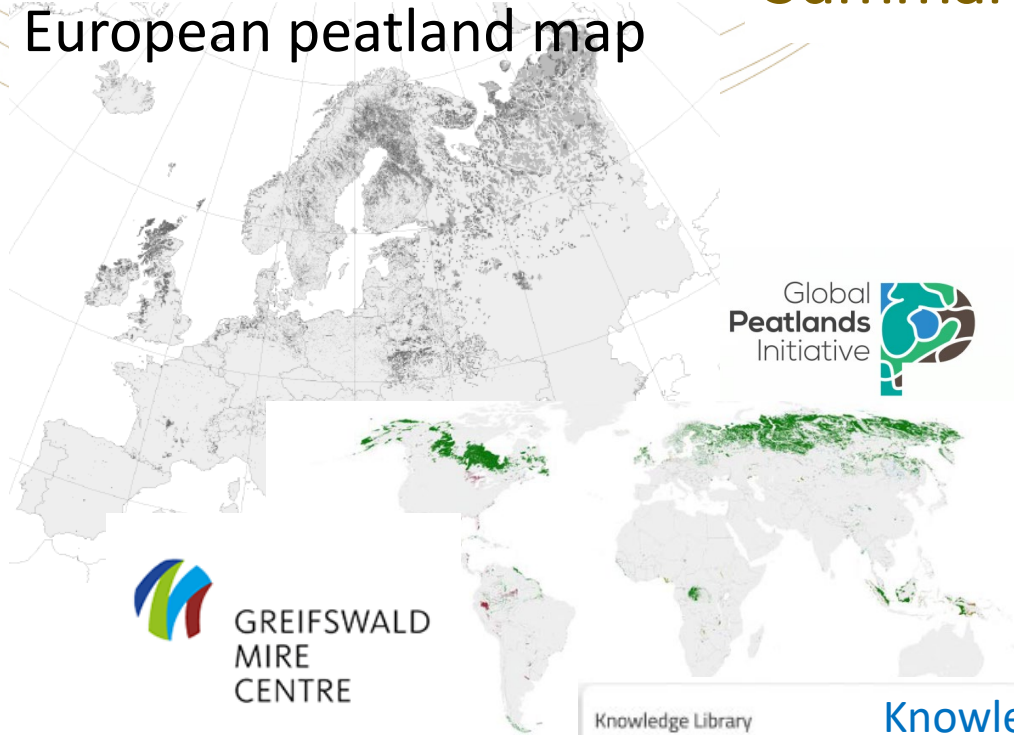 European peatland map
Global
Peatlands
Initiative
GREIFSWALD
MIRE
CENTRE
Knowledge Library